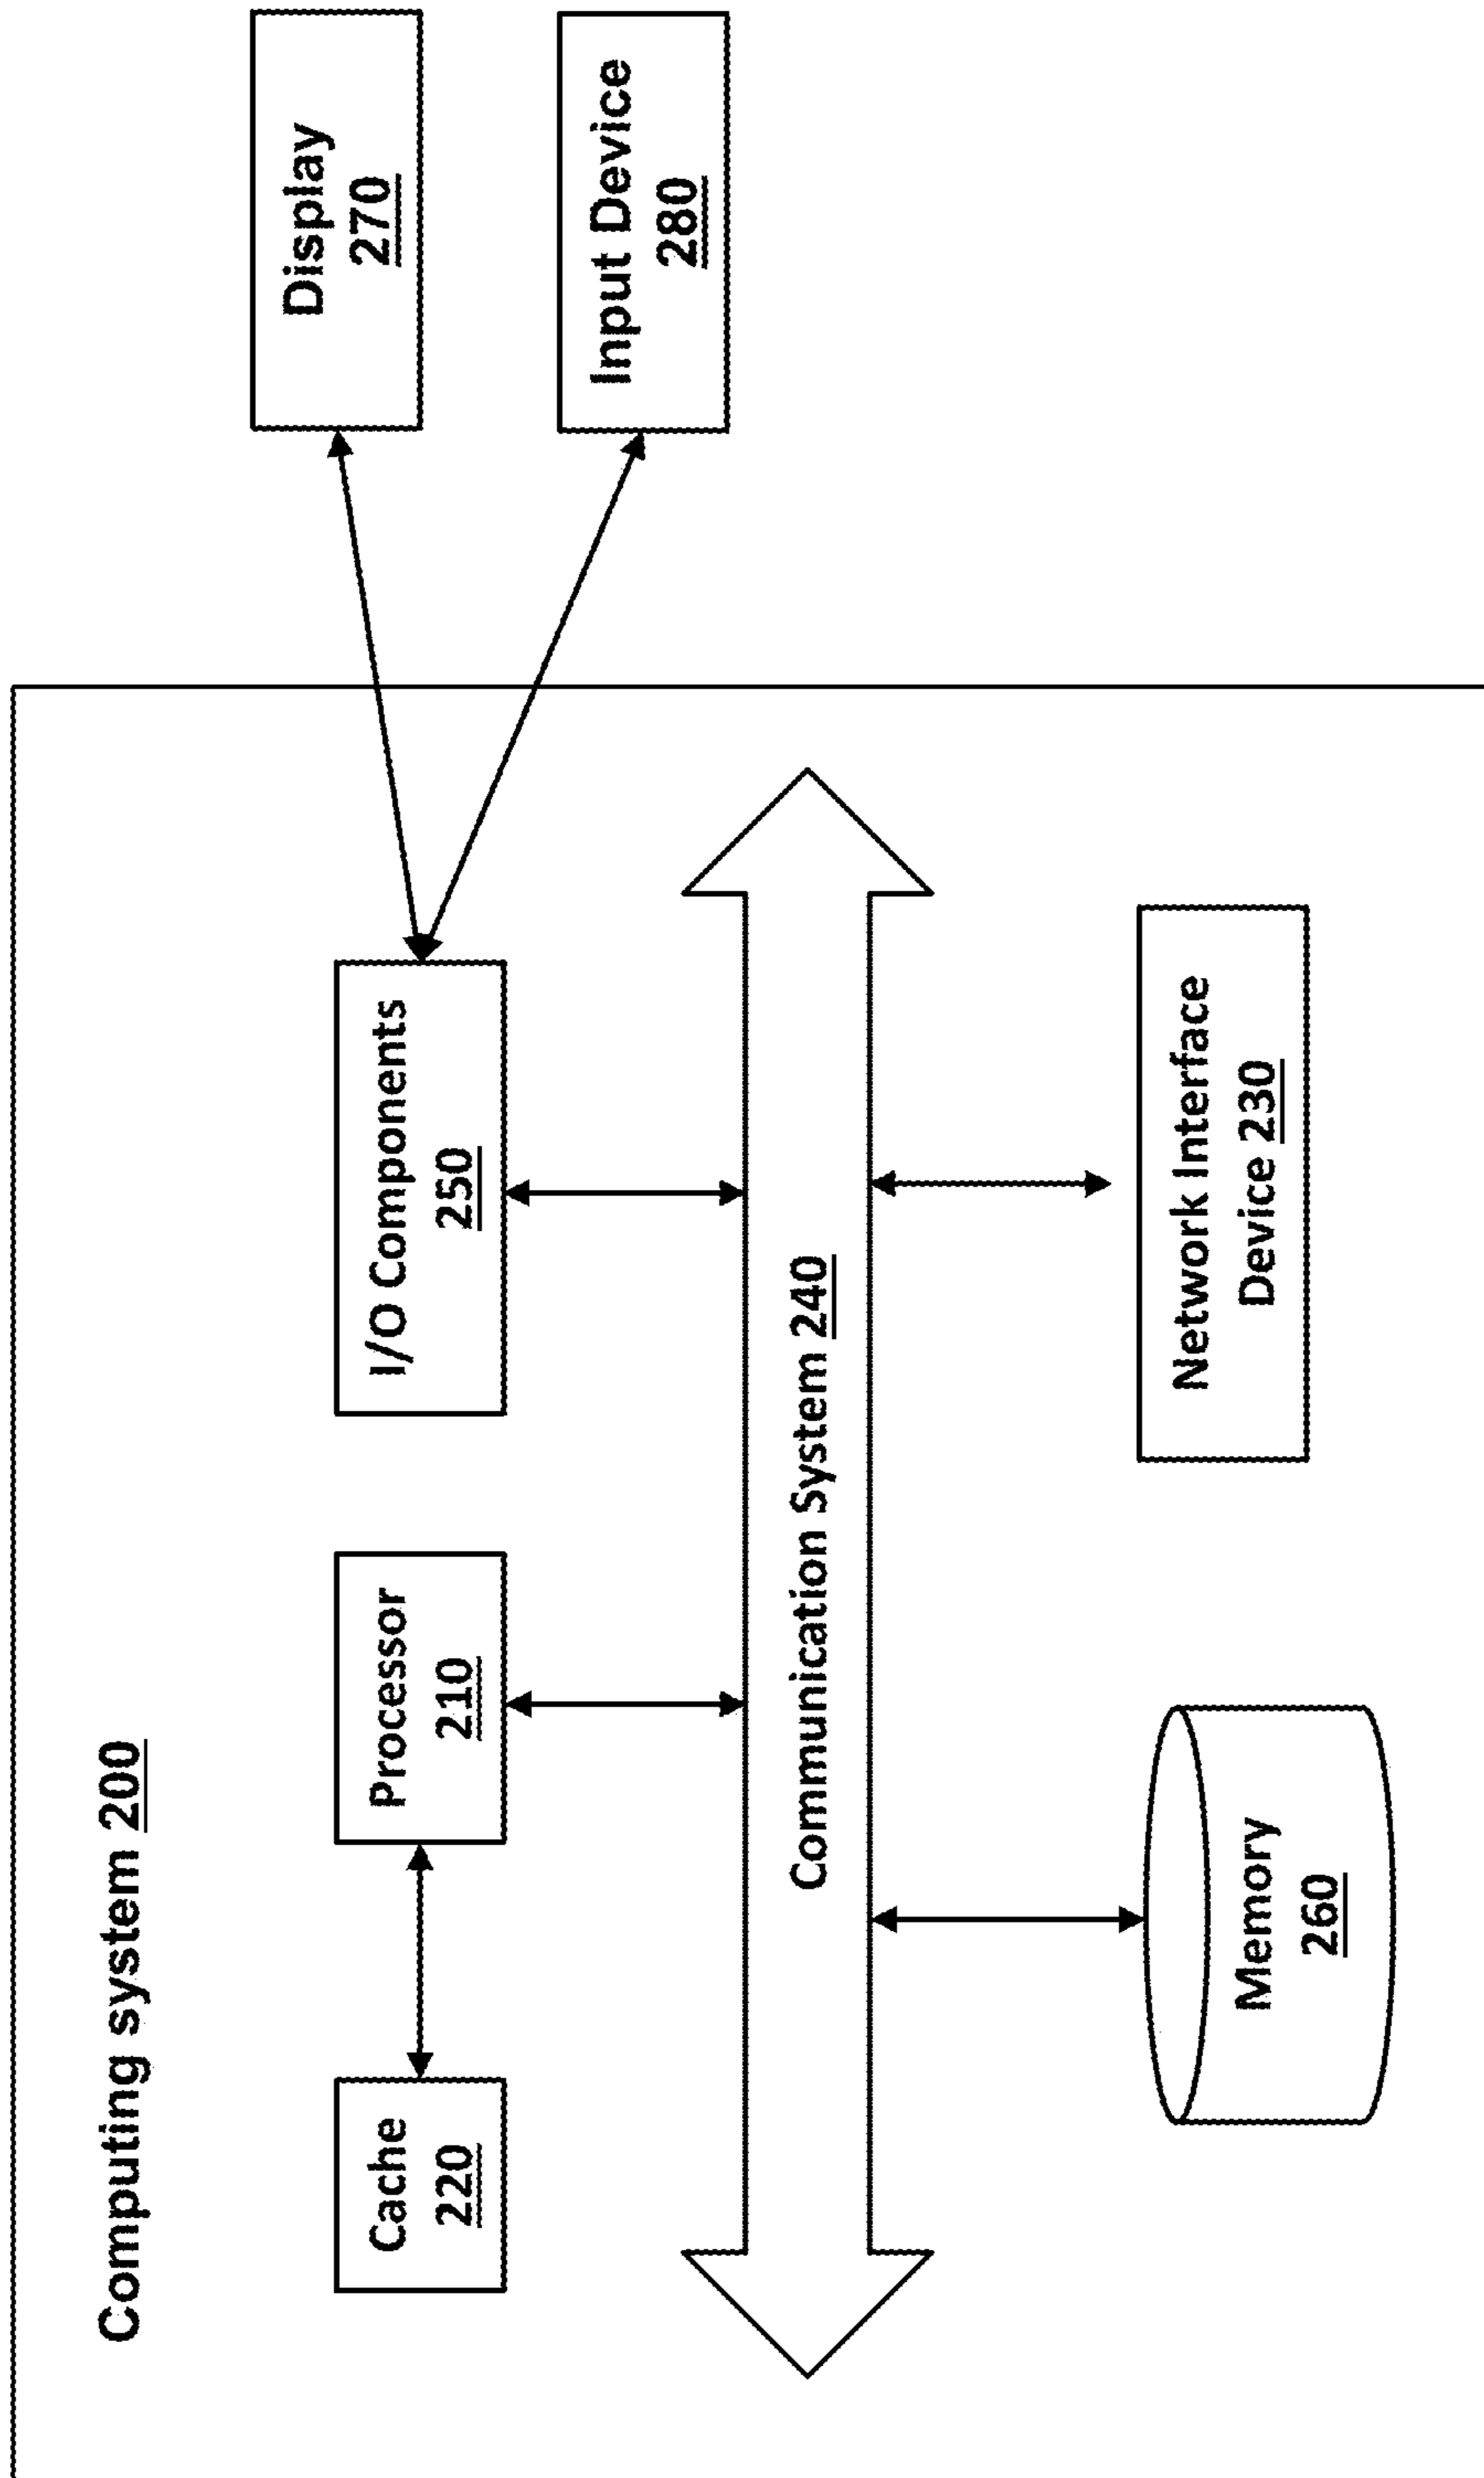 Computing system 200
Cache
220
Processor
210
I/O Components
250
Display
270
Input Device
280
Communication System 240
Memory
260
Network Interface
Device 230